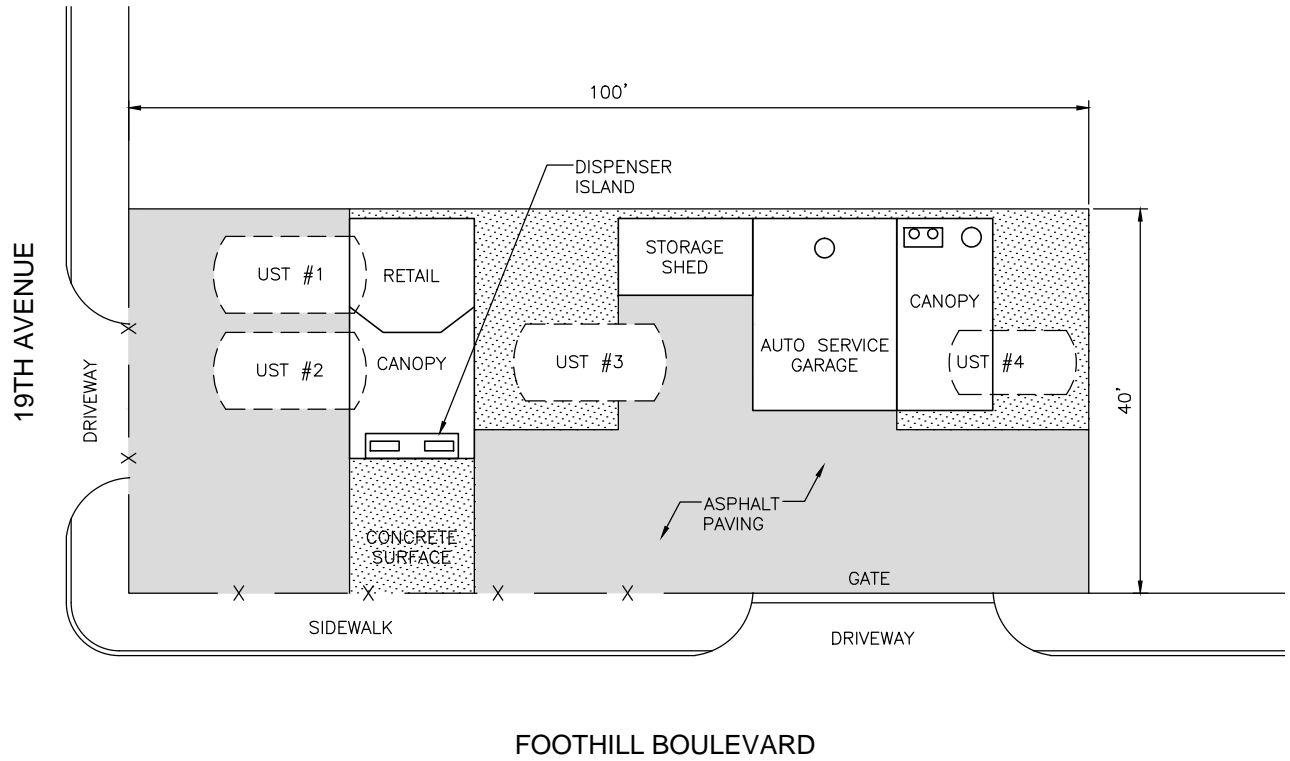 100'
DISPENSER
ISLAND
19TH AVENUE
UST #1
RETAIL
STORAGE
SHED
CANOPY
UST #2
CANOPY
UST #3
AUTO SERVICE
GARAGE
UST #4
DRIVEWAY
40'
ASPHALT
PAVING
CONCRETE
SURFACE
GATE
X
X
X
X
X
X
SIDEWALK
DRIVEWAY
FOOTHILL BOULEVARD